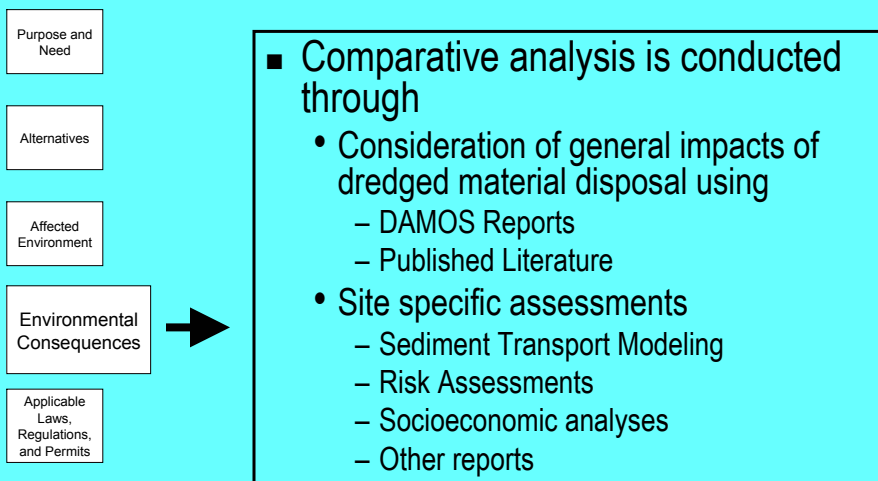 Purpose and
Need
Alternatives
Affected
Environment
Environmental
Consequences
Applicable
Laws,
Regulations,
and Permits
■ Comparative analysis is conducted
through
• Consideration of general impacts of
dredged material disposal using
– DAMOS Reports
– Published Literature
• Site specific assessments
– Sediment Transport Modeling
– Risk Assessments
– Socioeconomic analyses
– Other reports